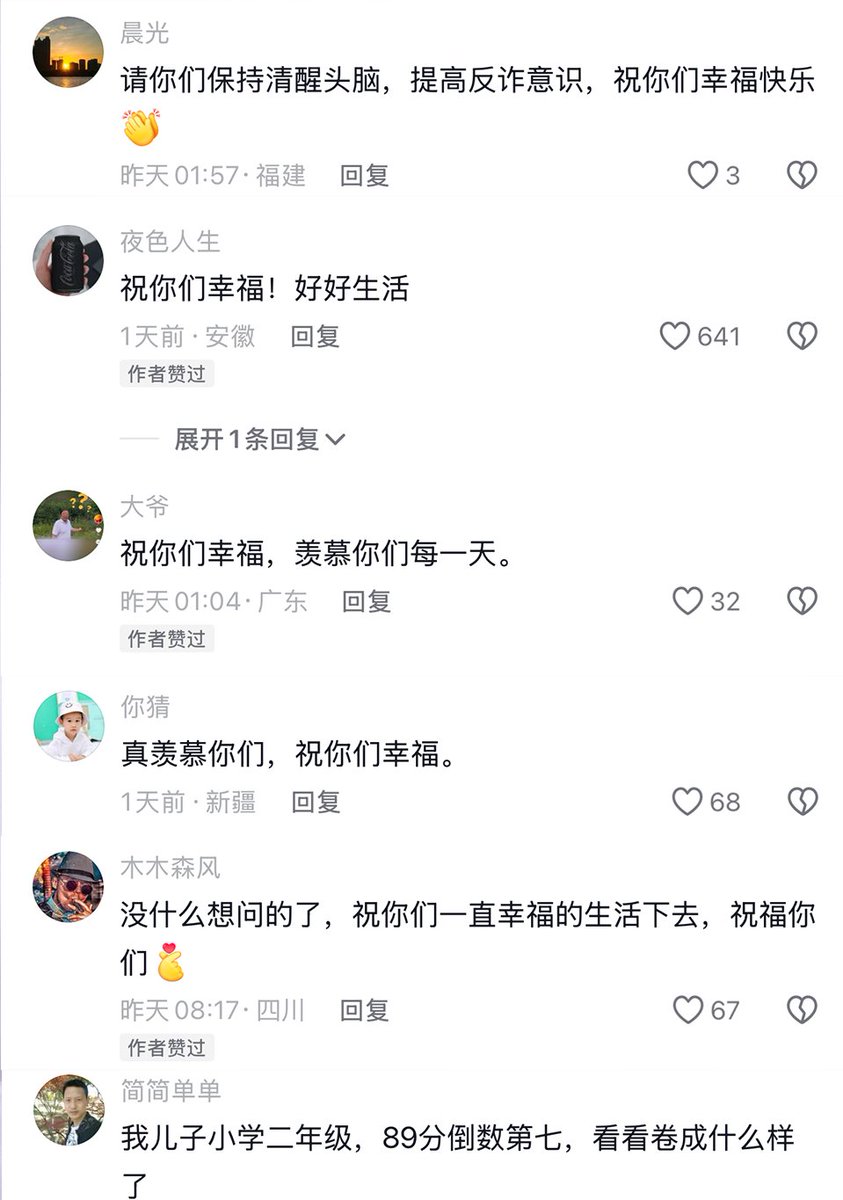 晨光
请你们保持清醒头脑，提高反诈意识，祝你们幸福快乐
👏
昨天 01:57 · 福建 回复 3
夜色人生
祝你们幸福！好好生活
1天前 · 安徽 回复 641
作者赞过
展开1条回复
大爷
祝你们幸福，羡慕你们每一天。
昨天 01:04 · 广东 回复 32
作者赞过
你猜
真羡慕你们，祝你们幸福。
1天前 · 新疆 回复 68
木木森风
没什么想问的了，祝你们一直幸福的生活下去，祝福你
们🫰
昨天 08:17 · 四川 回复 67
作者赞过
简简单单
我儿子小学二年级，89分倒数第七，看看卷成什么样
了